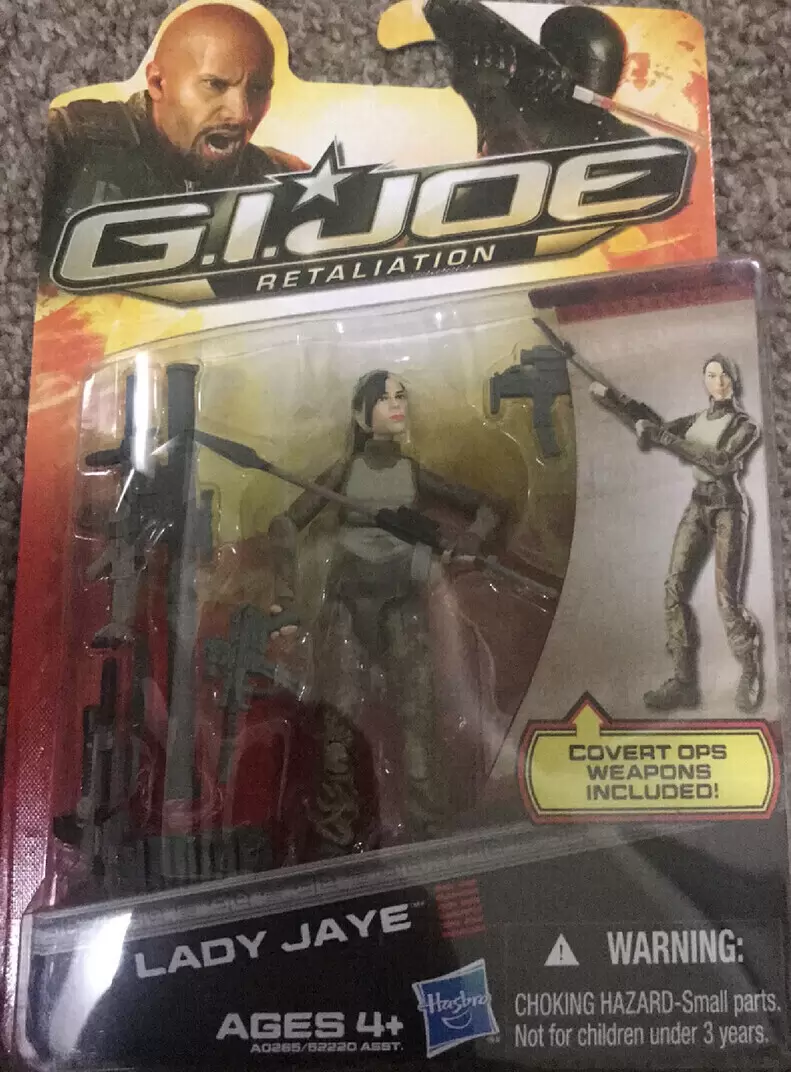 G.I.JOE
RETALIATION
COVERT OPS
WEAPONS
INCLUDED!
LADY JAYE™
AGES 4+
A0265/52220 ASST.
Hasbro
WARNING:
CHOKING HAZARD-Small parts.
Not for children under 3 years.